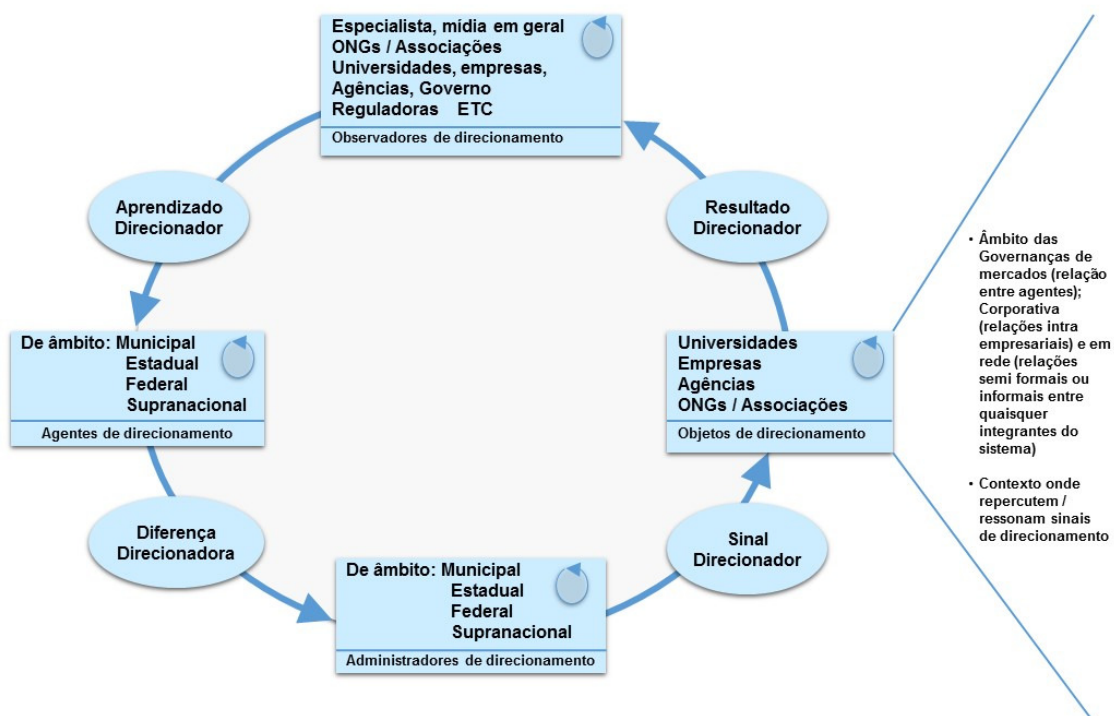 Especialista, mídia em geral
ONGs / Associações
Universidades, empresas,
Agências, Governo
Reguladoras ETC
Observadores de direcionamento
Aprendizado
Direcionador
Resultado
Direcionador
De âmbito: Municipal
Estadual
Federal
Supranacional
Agentes de direcionamento
Universidades
Empresas
Agências
ONGs / Associações
Objetos de direcionamento
• Âmbito das
Governanças de
mercados (relação
entre agentes);
Corporativa
(relações intra
empresariais) e em
rede (relações
semi formais ou
informais entre
quaisquer
integrantes do
sistema)
• Contexto onde
repercutem /
ressonam sinais
de direcionamento
Diferença
Direcionadora
Sinal
Direcionador
De âmbito: Municipal
Estadual
Federal
Supranacional
Administradores de direcionamento